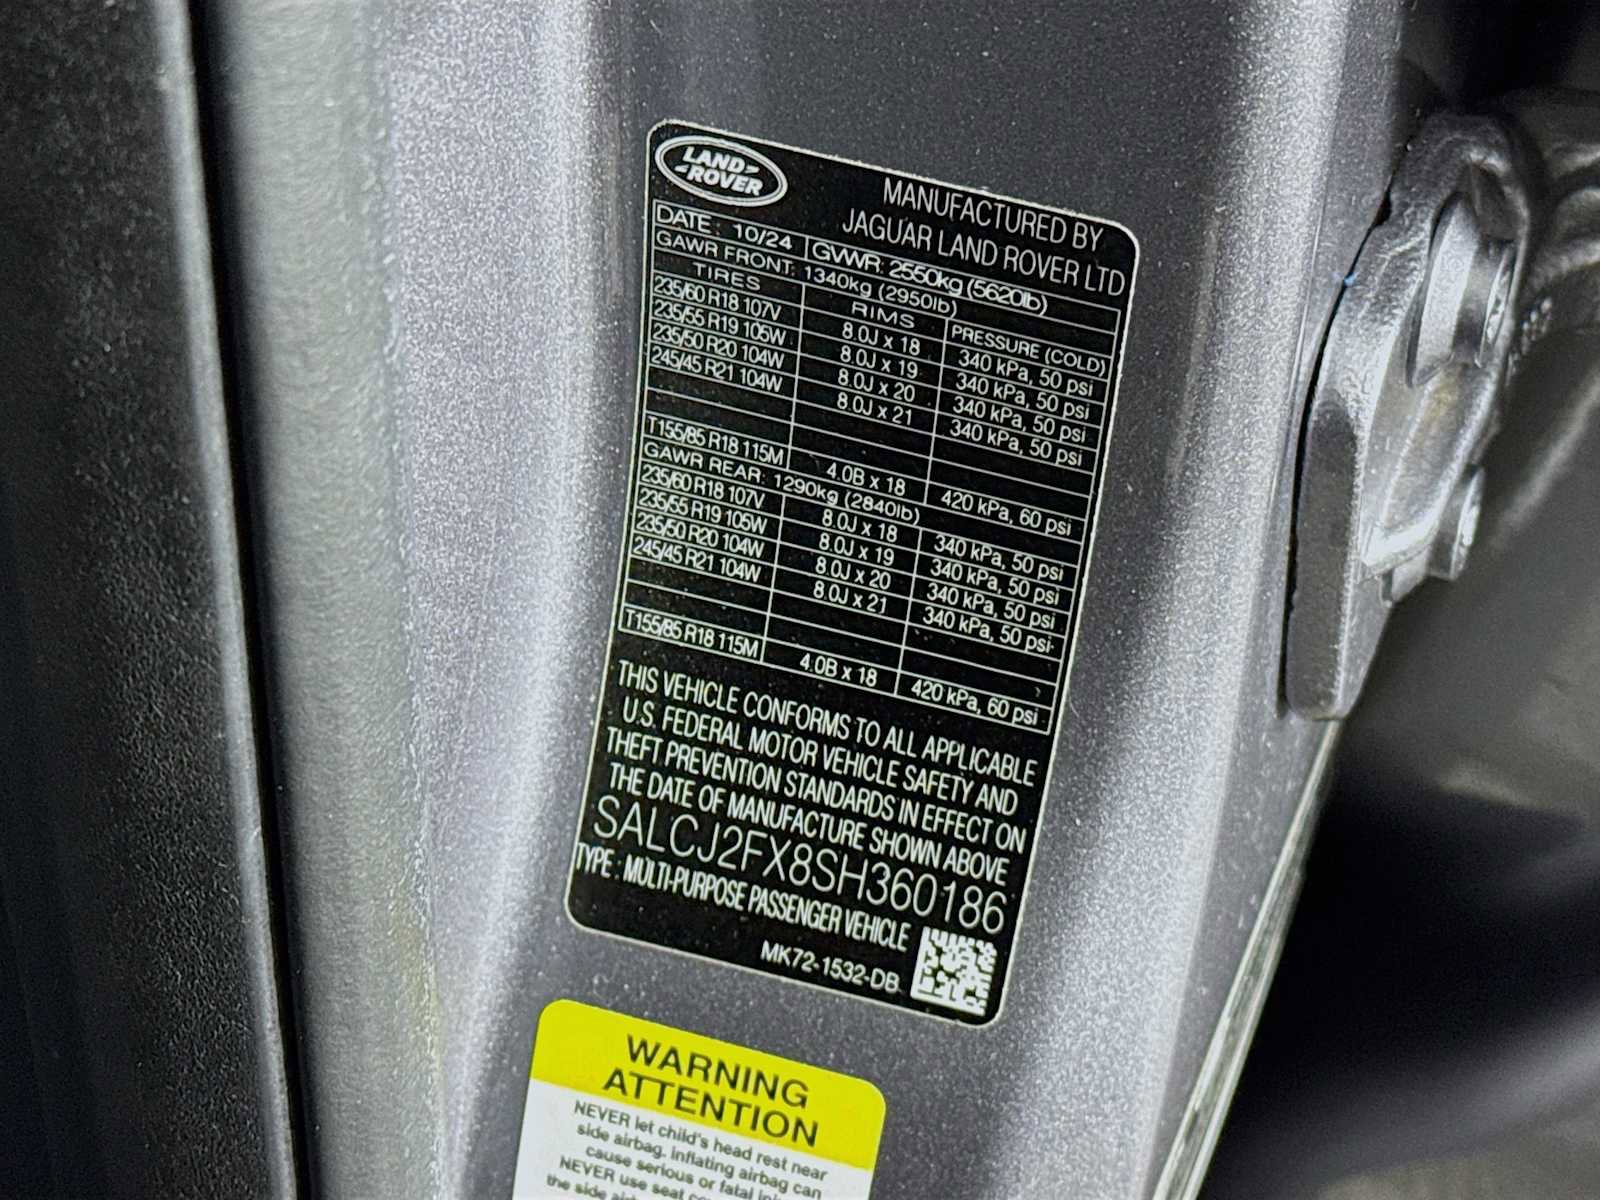 LAND ROVER
MANUFACTURED BY
JAGUAR LAND ROVER LTD
DATE: 10/24 GVWR: 2550kg (5620lb)
GAWR FRONT: 1340kg (2950lb)
TIRES RIMS PRESSURE (COLD)
235/60 R18 107V 8.0J x 18 340 kPa, 50 psi
235/55 R19 105W 8.0J x 19 340 kPa, 50 psi
235/50 R20 104W 8.0J x 20 340 kPa, 50 psi
245/45 R21 104W 8.0J x 21 340 kPa, 50 psi
T155/85 R18 115M 4.0B x 18 420 kPa, 60 psi
GAWR REAR: 1290kg (2840lb)
235/60 R18 107V 8.0J x 18 340 kPa, 50 psi
235/55 R19 105W 8.0J x 19 340 kPa, 50 psi
235/50 R20 104W 8.0J x 20 340 kPa, 50 psi
245/45 R21 104W 8.0J x 21 340 kPa, 50 psi
T155/85 R18 115M 4.0B x 18 420 kPa, 60 psi
THIS VEHICLE CONFORMS TO ALL APPLICABLE
U.S. FEDERAL MOTOR VEHICLE SAFETY AND
THEFT PREVENTION STANDARDS IN EFFECT ON
THE DATE OF MANUFACTURE SHOWN ABOVE
SALCJ2FX8SH360186
TYPE: MULTI-PURPOSE PASSENGER VEHICLE
MK72-1532-DB
WARNING
ATTENTION
NEVER let child's head rest near
side airbag. Inflating airbag can
cause serious or fatal
NEVER use seat
the side